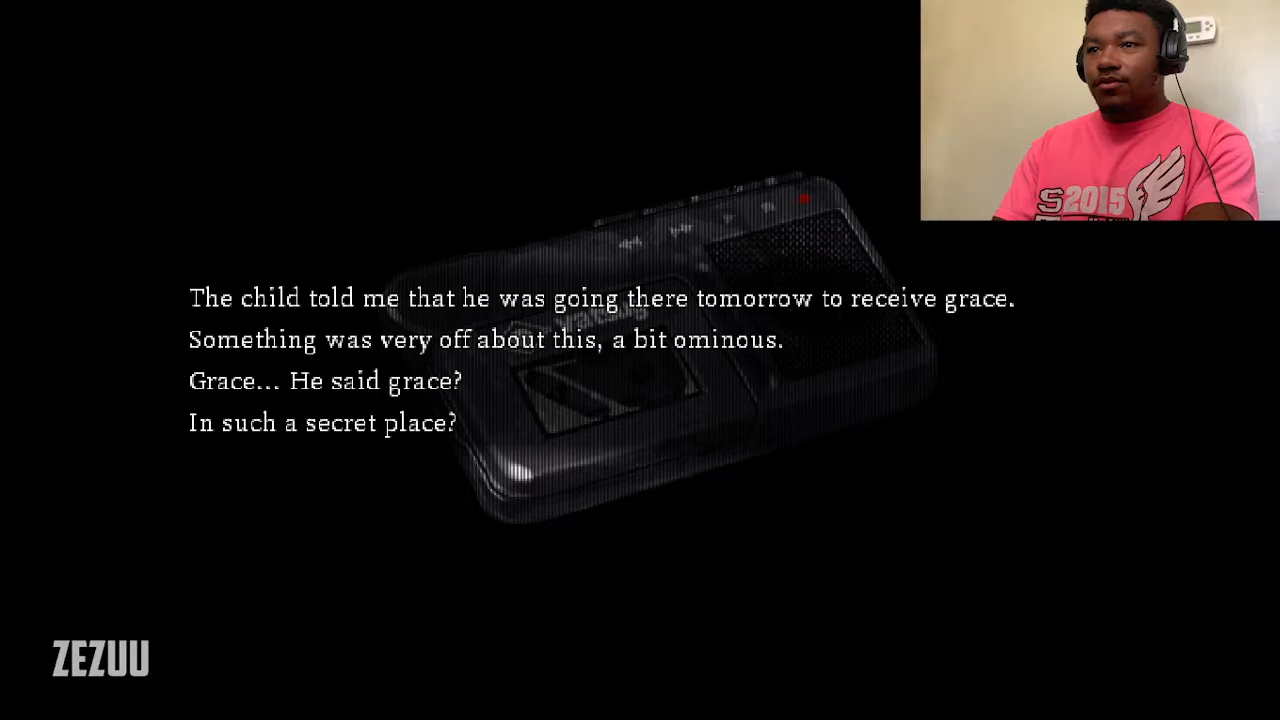 The child told me that he was going there tomorrow to receive grace.
Something was very off about this, a bit ominous.
Grace... He said grace?
In such a secret place?
S2015
ZEZUU